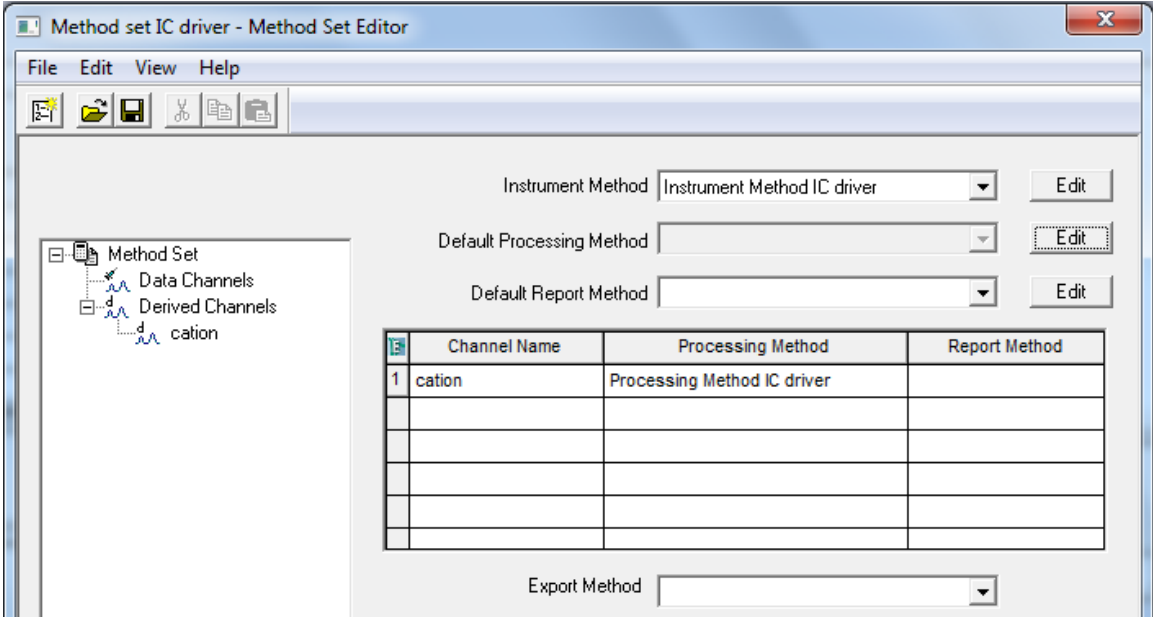 Method set IC driver - Method Set Editor
x
File Edit View Help
Instrument Method Instrument Method IC driver Edit
Default Processing Method Edit
Default Report Method Edit
Method Set
Data Channels
d Derived Channels
d cation
E Channel Name Processing Method Report Method
1 cation Processing Method IC driver
Export Method